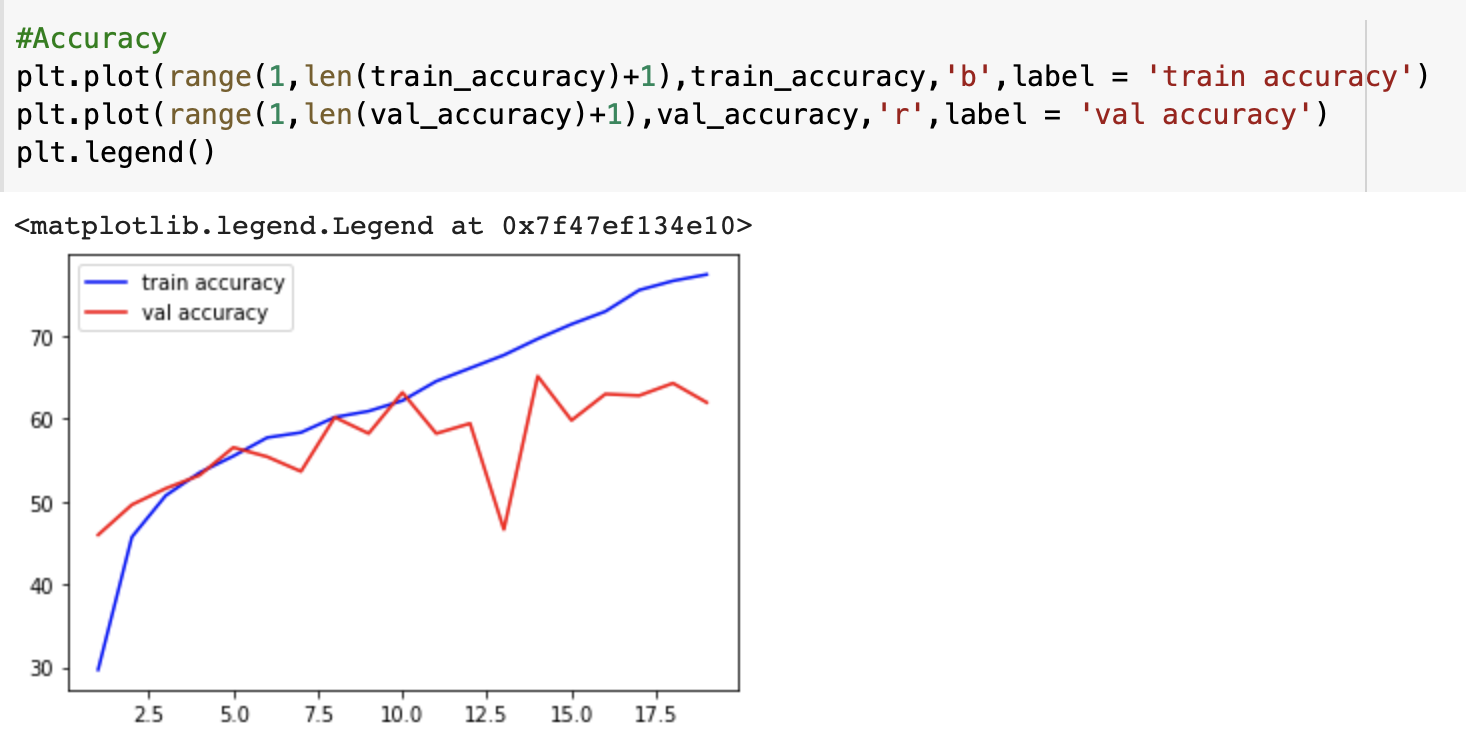 #Accuracy
plt.plot(range(1,len(train_accuracy)+1),train_accuracy,'b',label = 'train accuracy')
plt.plot(range(1,len(val_accuracy)+1),val_accuracy,'r',label = 'val accuracy')
plt.legend()
<matplotlib.legend.Legend at 0x7f47ef134e10>
train accuracy
val accuracy
70
60
50
40
30
2.5 5.0 7.5 10.0 12.5 15.0 17.5